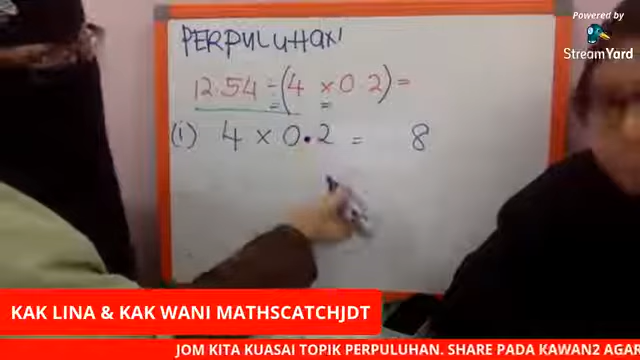 Powered by
StreamYard
PERPULUHAN
12.54 ÷ (4 × 0.2) =
(1) 4 × 0.2 = 8
KAK LINA & KAK WANI MATHSCATCHJDT
JOM KITA KUASAI TOPIK PERPULUHAN. SHARE PADA KAWAN2 AGAR